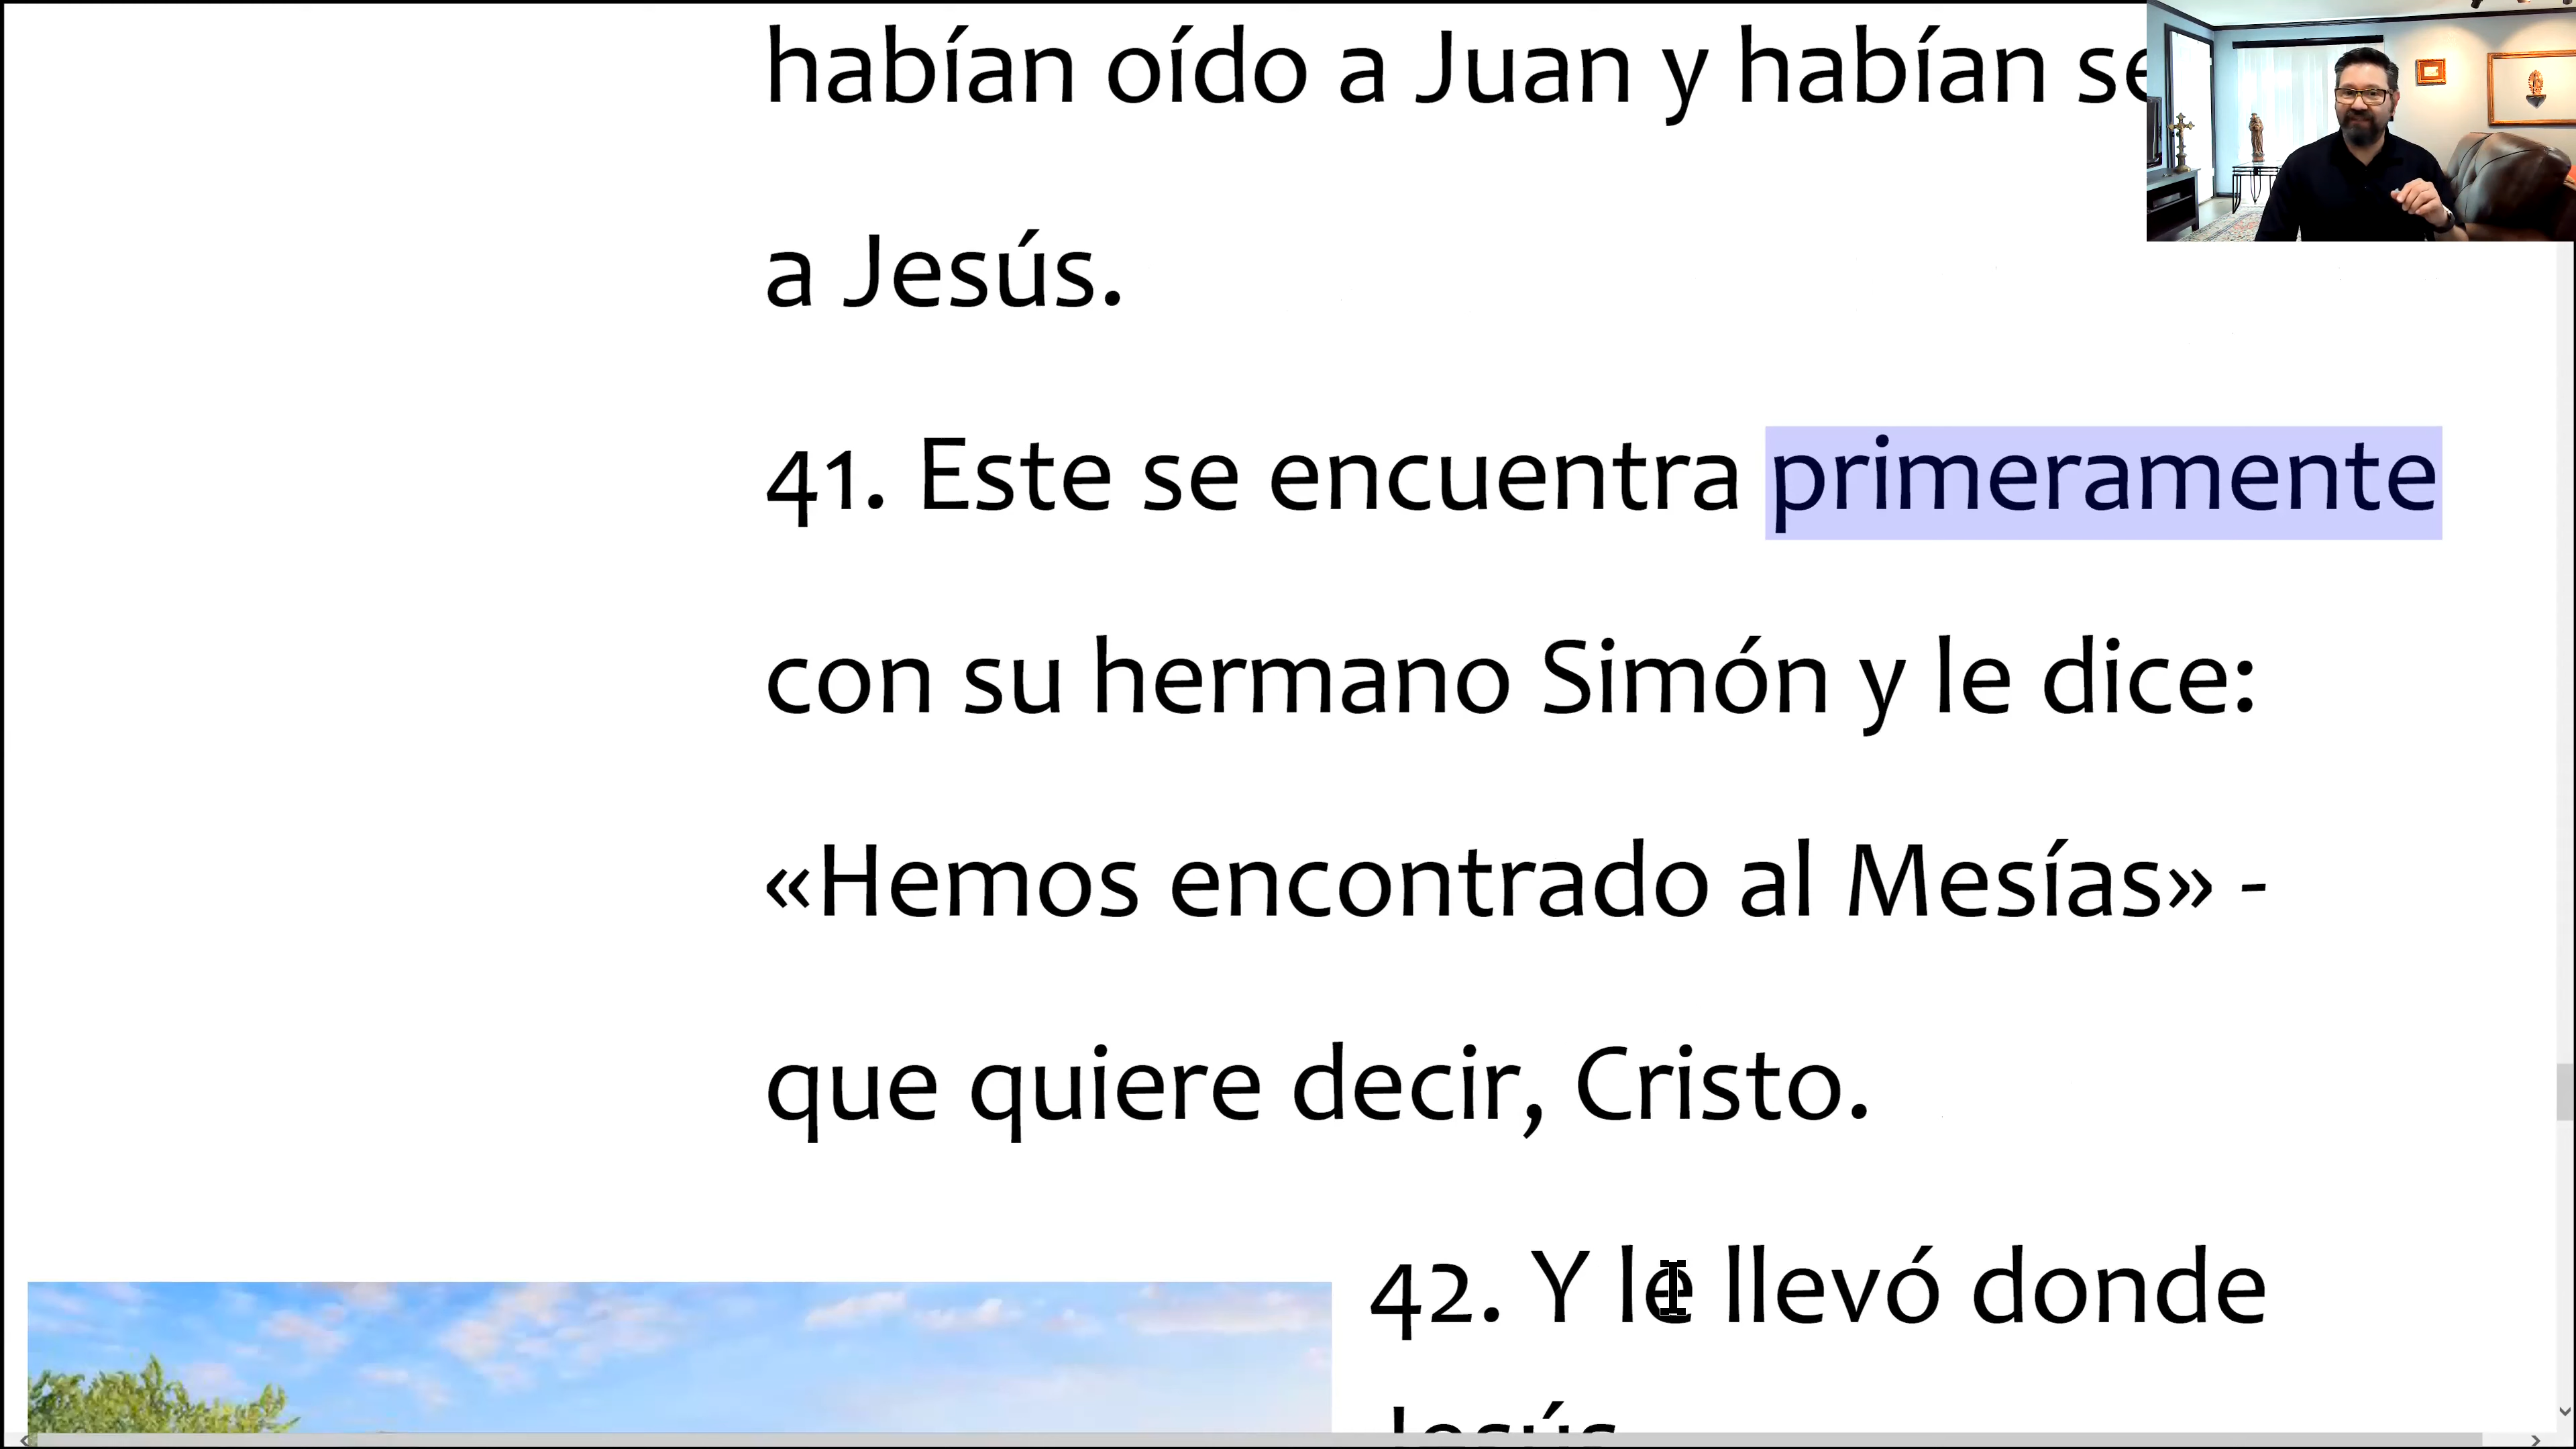 habían oído a Juan y habían
a Jesús.
41. Este se encuentra primeramente
con su hermano Simón y le dice:
«Hemos encontrado al Mesías» -
que quiere decir, Cristo.
42. Y le llevó donde
Jesús